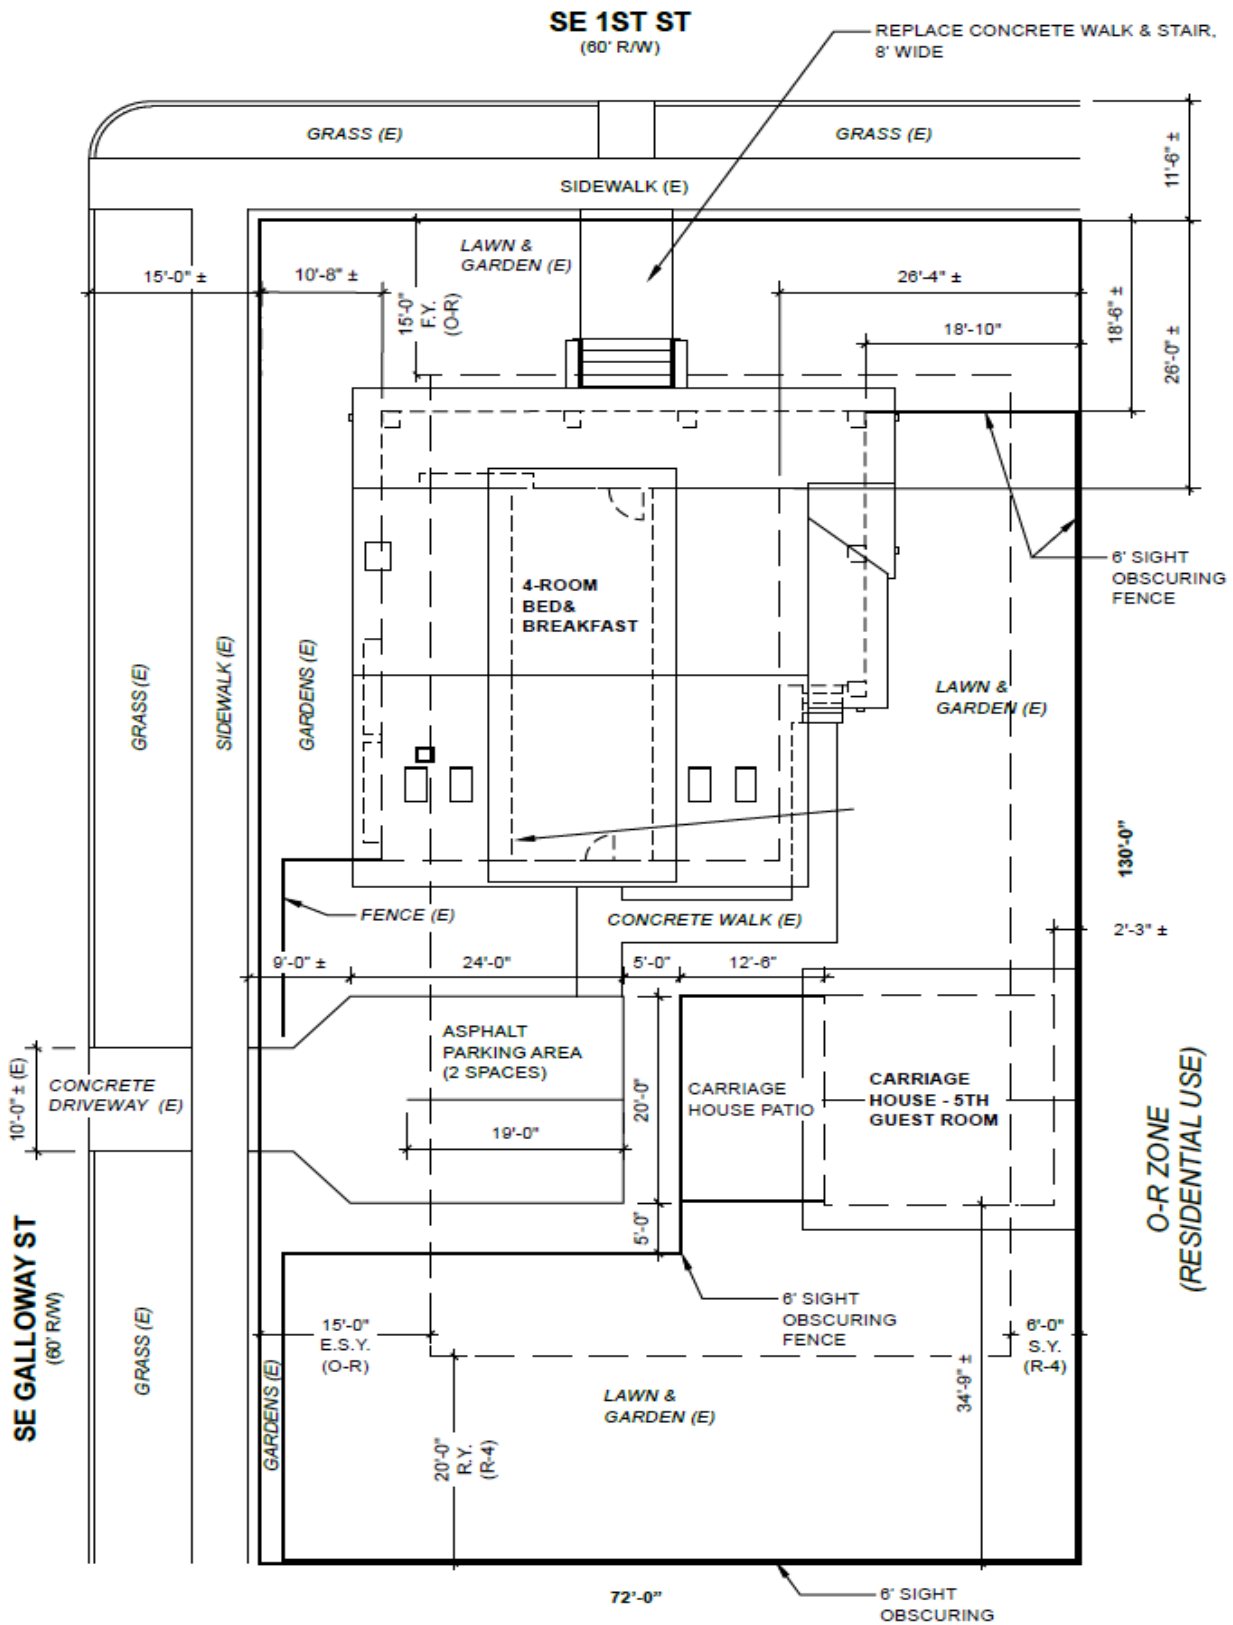 SE 1ST ST
(60' R/W)
REPLACE CONCRETE WALK & STAIR,
8' WIDE
GRASS (E)
GRASS (E)
11'-6" ±
SIDEWALK (E)
LAWN &
GARDEN (E)
15'-0" ±
10'-8" ±
15'-0"
F.Y.
(O-R)
26'-4" ±
18'-10"
18'-6" ±
26'-0" ±
6' SIGHT
OBSCURING
FENCE
4-ROOM
BED&
BREAKFAST
GRASS (E)
SIDEWALK (E)
GARDENS (E)
LAWN &
GARDEN (E)
130'-0"
FENCE (E)
CONCRETE WALK (E)
2'-3" ±
9'-0" ±
24'-0"
5'-0"
12'-6"
ASPHALT
PARKING AREA
(2 SPACES)
10'-0" ± (E)
CONCRETE
DRIVEWAY (E)
19'-0"
20'-0"
CARRIAGE
HOUSE PATIO
CARRIAGE
HOUSE - 5TH
GUEST ROOM
O-R ZONE
(RESIDENTIAL USE)
5'-0"
SE GALLOWAY ST
(60' R/W)
GRASS (E)
GARDENS (E)
15'-0"
E.S.Y.
(O-R)
6' SIGHT
OBSCURING
FENCE
6'-0"
S.Y.
(R-4)
34'-9" ±
LAWN &
GARDEN (E)
20'-0"
R.Y.
(R-4)
72'-0"
6' SIGHT
OBSCURING